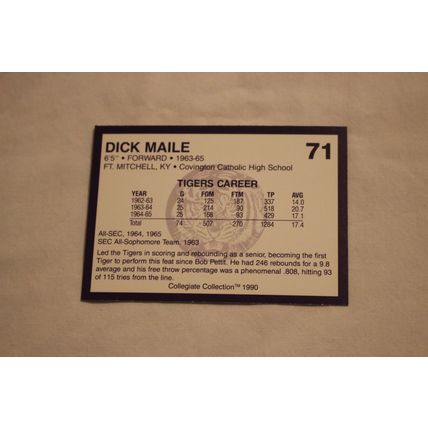 DICK MAILE 71
6'5" • FORWARD • 1963-65
FT. MITCHELL, KY • Covington Catholic High School
TIGERS CAREER
YEAR G FGM FTM TP AVG
1962-63 24 125 87 337 14.0
1963-64 25 214 90 518 20.7
1964-65 25 168 93 429 17.1
Total 74 507 270 1284 17.4
All-SEC, 1964, 1965
SEC All-Sophomore Team, 1963
Led the Tigers in scoring and rebounding as a senior, becoming the first
Tiger to perform this feat since Bob Pettit. He had 246 rebounds for a 9.8
average and his free throw percentage was a phenomenal .808, hitting 93
of 115 tries from the line.
Collegiate Collection™ 1990